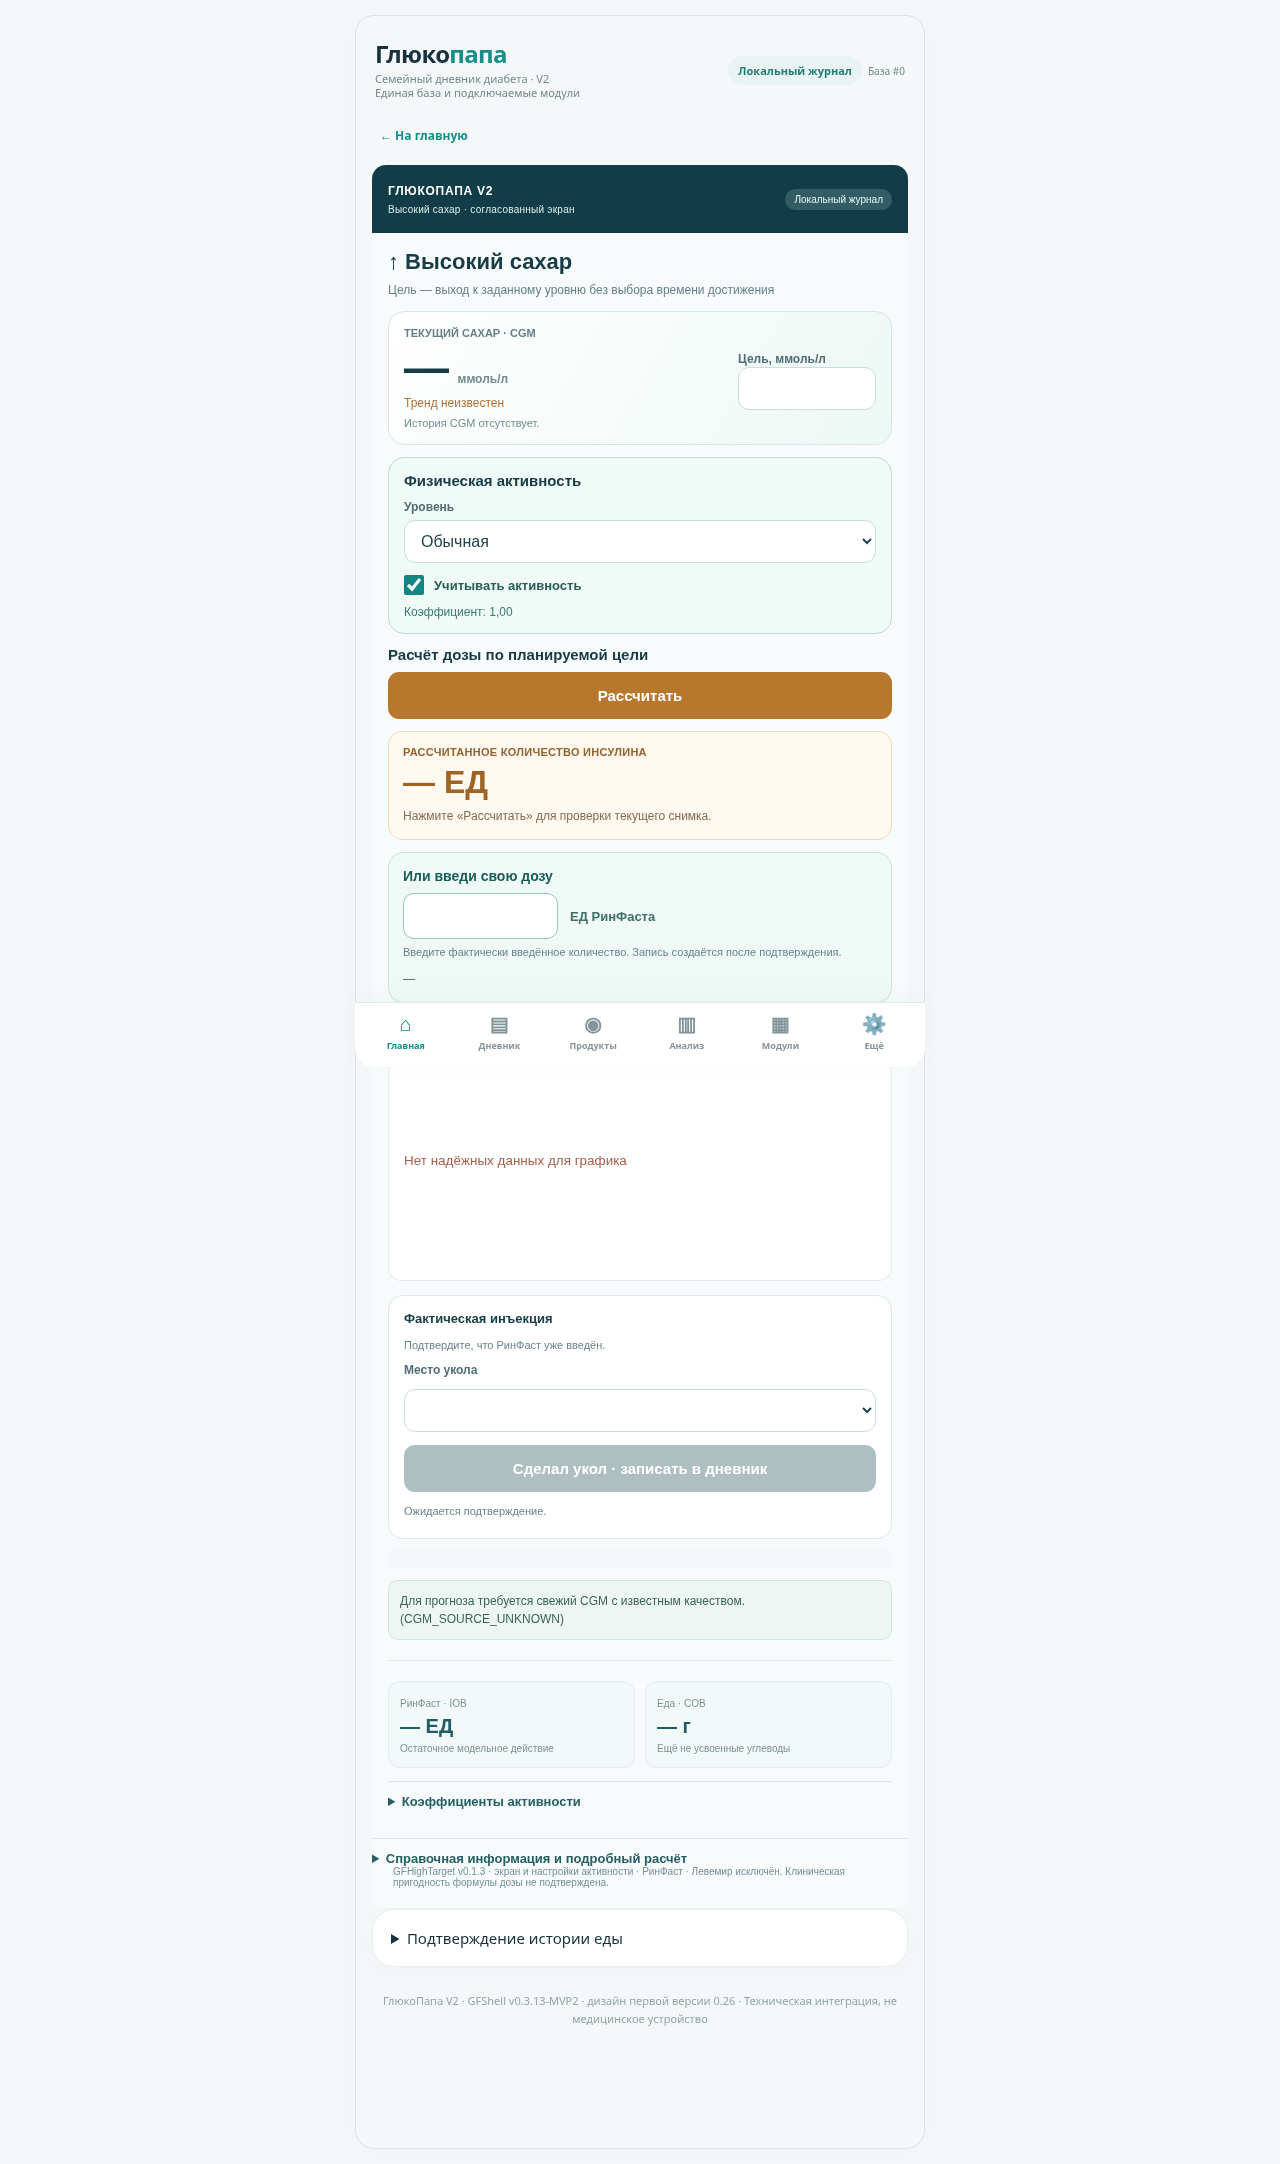 Глюкопапа
Семейный дневник диабета · V2
Единая база и подключаемые модули
Локальный журнал
База #0
← На главную
ГЛЮКОПАПА V2
Высокий сахар · согласованный экран
Локальный журнал
↑ Высокий сахар
Цель — выход к заданному уровню без выбора времени достижения
ТЕКУЩИЙ САХАР · CGM
— ммоль/л
Цель, ммоль/л
Тренд неизвестен
История CGM отсутствует.
Физическая активность
Уровень
Обычная
Учитывать активность
Коэффициент: 1,00
Расчёт дозы по планируемой цели
Рассчитать
РАССЧИТАННОЕ КОЛИЧЕСТВО ИНСУЛИНА
— ЕД
Нажмите «Рассчитать» для проверки текущего снимка.
Или введи свою дозу
ЕД РинФаста
Введите фактически введённое количество. Запись создаётся после подтверждения.
—
Главная
Дневник
Продукты
Анализ
Модули
Ещё
Нет надёжных данных для графика
Фактическая инъекция
Подтвердите, что РинФаст уже введён.
Место укола
Сделал укол · записать в дневник
Ожидается подтверждение.
Для прогноза требуется свежий CGM с известным качеством.
(CGM_SOURCE_UNKNOWN)
РинФаст · IOB
— ЕД
Остаточное модельное действие
Еда · COB
— г
Ещё не усвоенные углеводы
Коэффициенты активности
Справочная информация и подробный расчёт
GFHighTarget v0.1.3 · экран и настройки активности · РинФаст · Левемир исключён. Клиническая
пригодность формулы дозы не подтверждена.
Подтверждение истории еды
ГлюкоПапа V2 · GFShell v0.3.13-MVP2 · дизайн первой версии 0.26 · Техническая интеграция, не
медицинское устройство